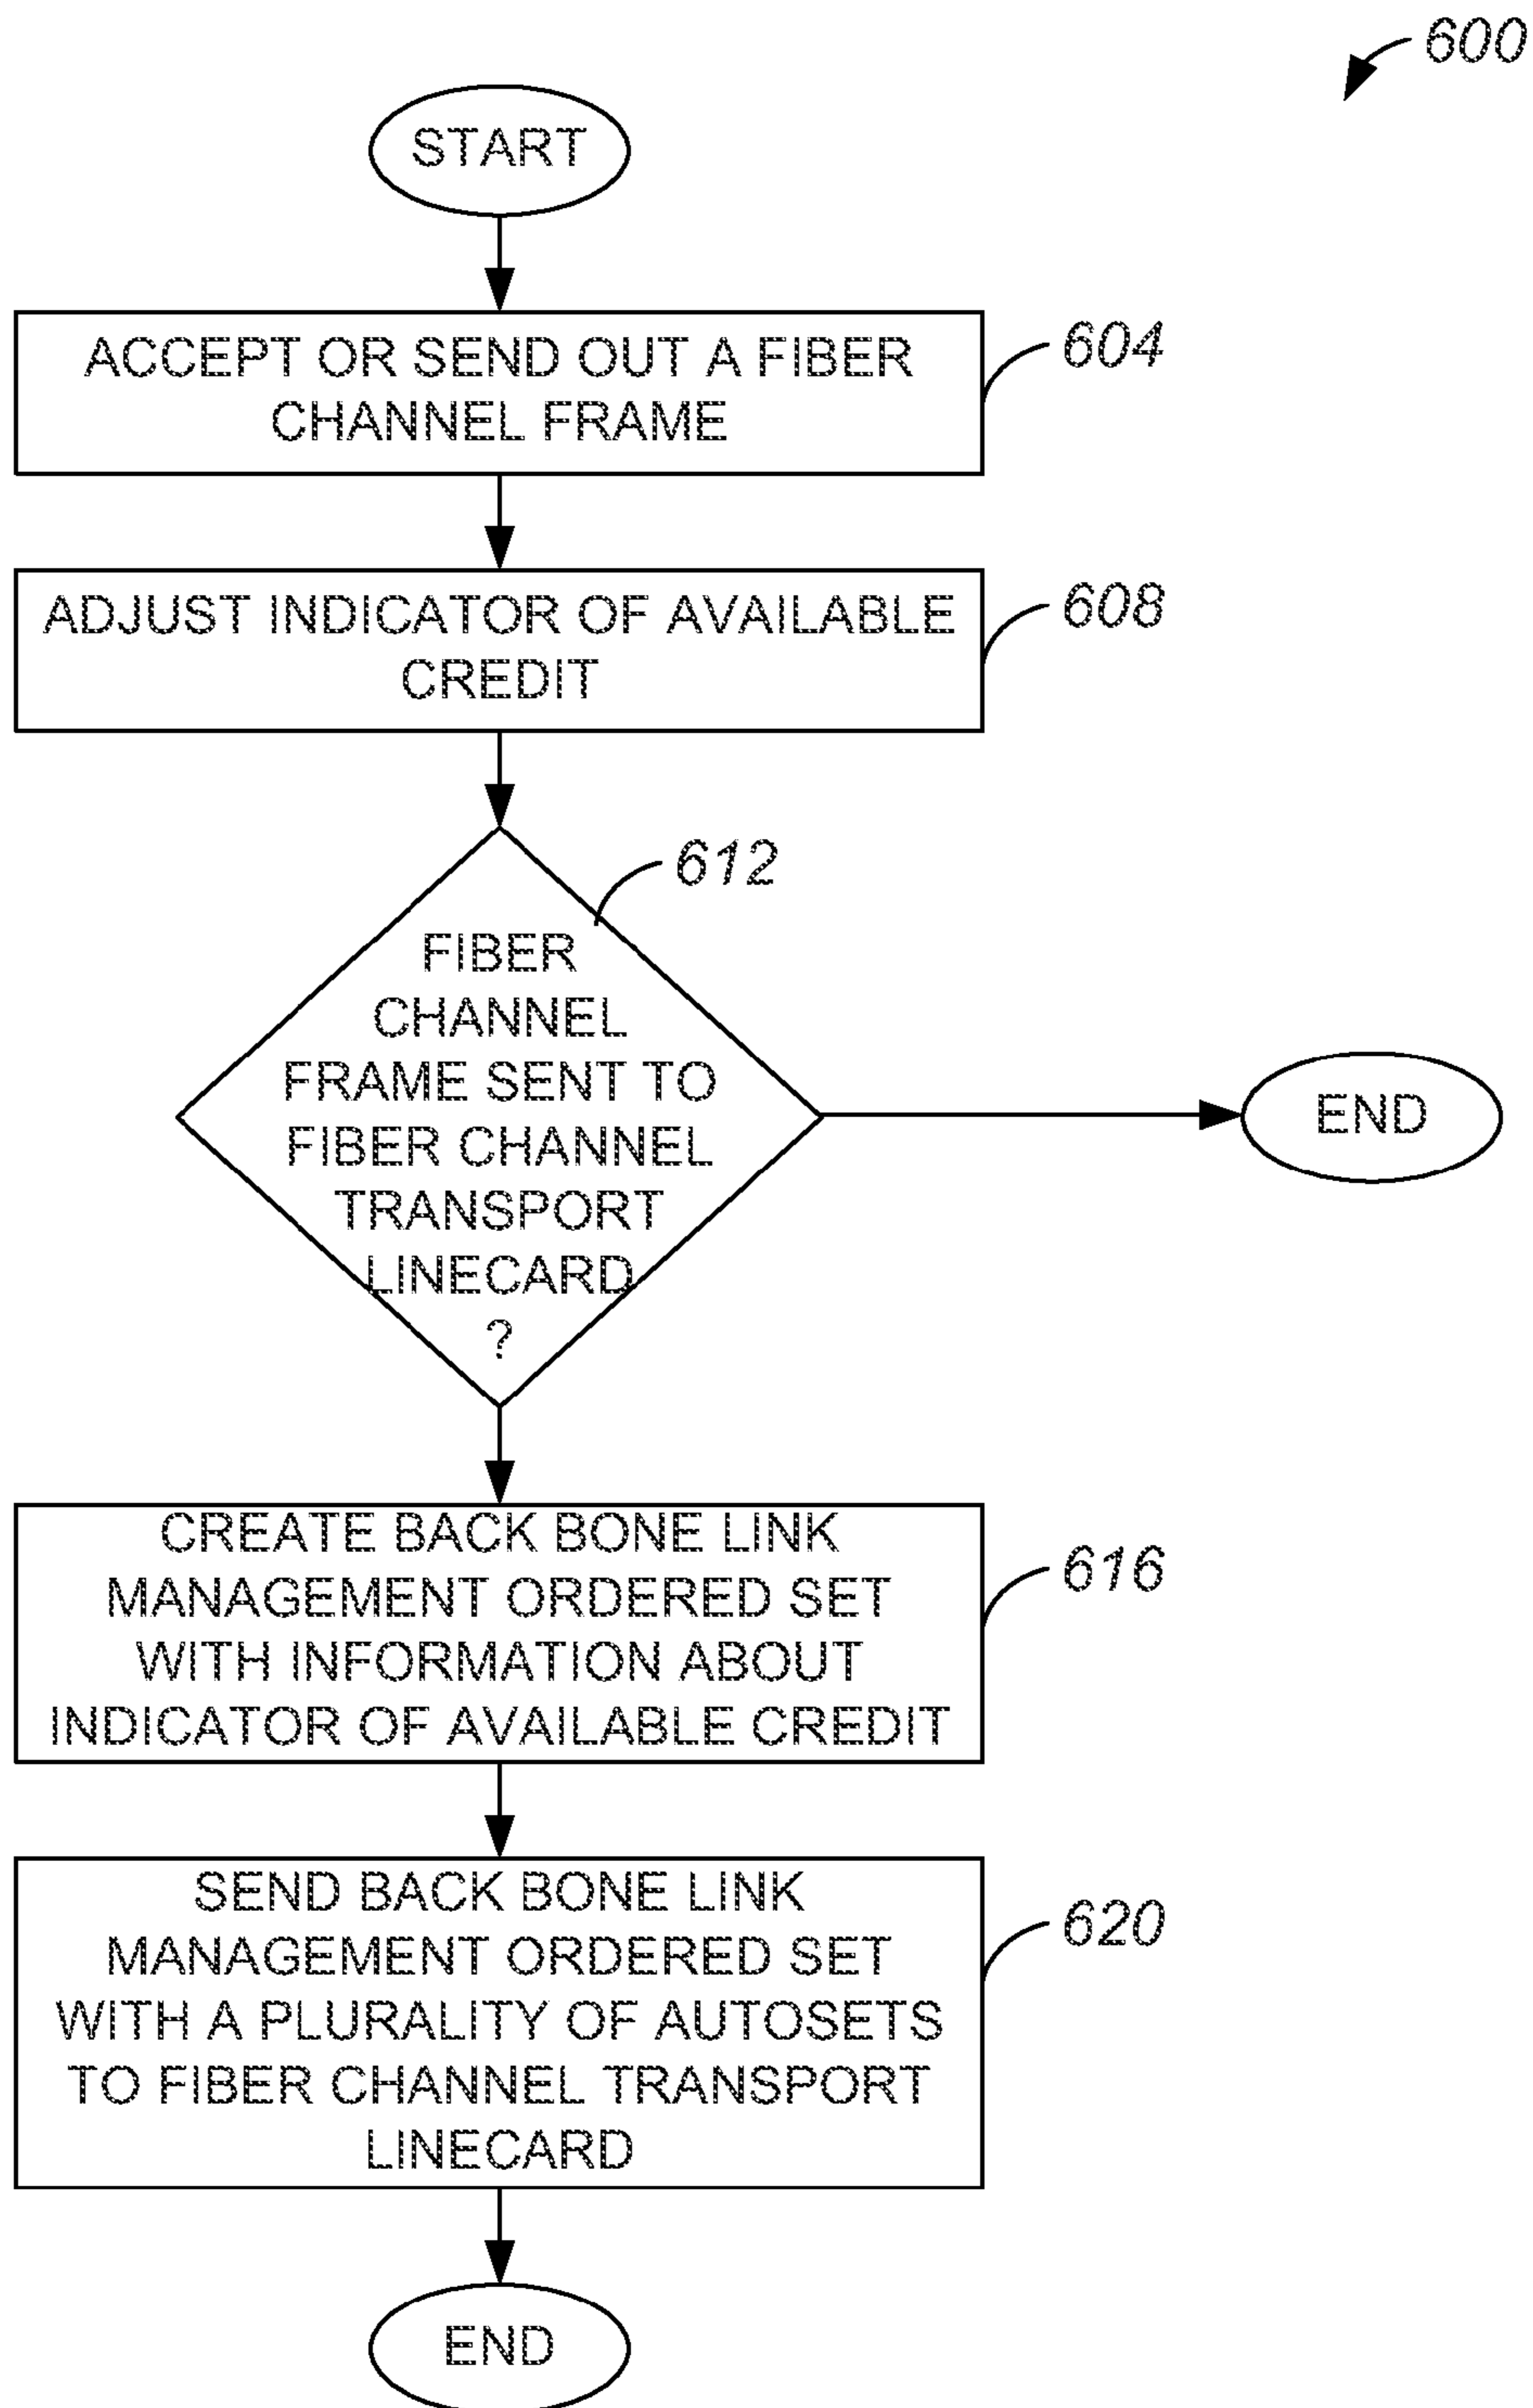 600
START
ACCEPT OR SEND OUT A FIBER
CHANNEL FRAME
604
ADJUST INDICATOR OF AVAILABLE
CREDIT
608
612
FIBER
CHANNEL
FRAME SENT TO
FIBER CHANNEL
TRANSPORT
LINECARD
?
END
CREATE BACK BONE LINK
MANAGEMENT ORDERED SET
WITH INFORMATION ABOUT
INDICATOR OF AVAILABLE CREDIT
616
SEND BACK BONE LINK
MANAGEMENT ORDERED SET
WITH A PLURALITY OF AUTOSETS
TO FIBER CHANNEL TRANSPORT
LINECARD
620
END